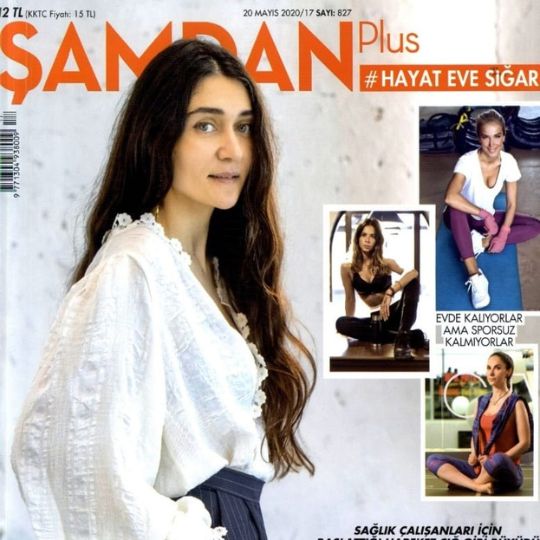 12 TL (KKTC Fiyatı: 15 TL)
20 MAYIS 2020/17 SAYI: 827
ŞAMDAN Plus
# HAYAT EVE SIĞAR
9 771304 938009
EVDE KALIYORLAR
AMA SPORSUZ
KALMIYORLAR
SAĞLIK ÇALIŞANLARI İÇİN